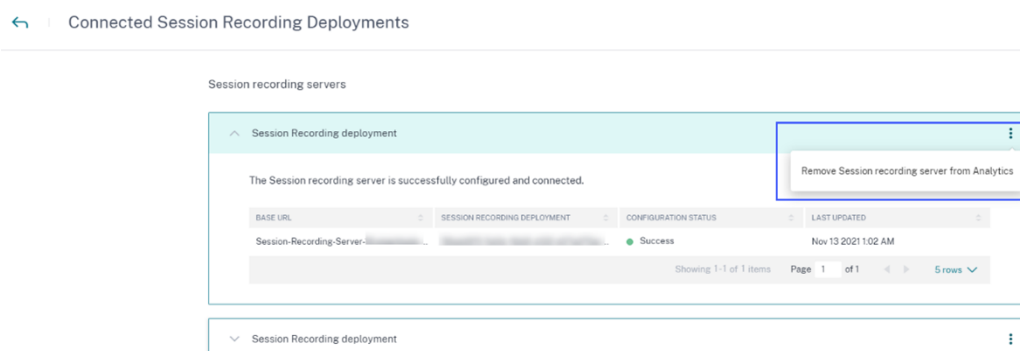 Connected Session Recording Deployments
Session recording servers
Session Recording deployment
Remove Session recording server from Analytics
The Session recording server is successfully configured and connected.
BASE URL SESSION RECORDING DEPLOYMENT CONFIGURATION STATUS LAST UPDATED
Session-Recording-Server- Success Nov 13 2021 1:02 AM
Showing 1-1 of 1 items Page 1 of 1 5 rows
Session Recording deployment